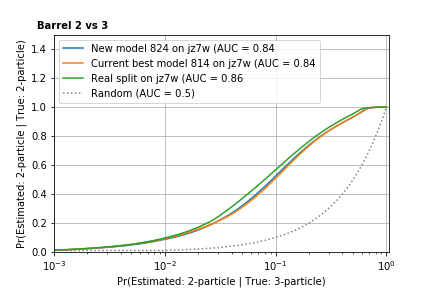 Barrel 2 vs 3
Pr(Estimated: 2-particle | True: 2-particle)
1.4
1.2
1.0
0.8
0.6
0.4
0.2
0.0
New model 824 on jz7w (AUC = 0.84
Current best model 814 on jz7w (AUC = 0.84
Real split on jz7w (AUC = 0.86
Random (AUC = 0.5)
10⁻³ 10⁻² 10⁻¹ 10⁰
Pr(Estimated: 2-particle | True: 3-particle)